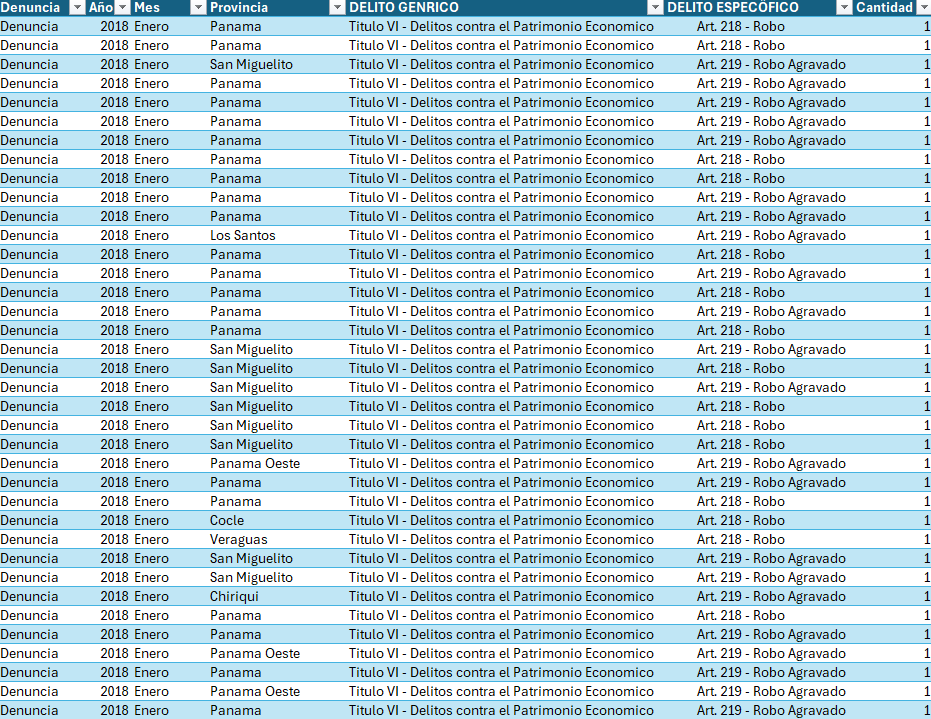 Denuncia Año Mes Provincia DELITO GENRICO DELITO ESPECÓFICO Cantidad
Denuncia 2018 Enero Panama Titulo VI - Delitos contra el Patrimonio Economico Art. 218 - Robo 1
Denuncia 2018 Enero Panama Titulo VI - Delitos contra el Patrimonio Economico Art. 218 - Robo 1
Denuncia 2018 Enero San Miguelito Titulo VI - Delitos contra el Patrimonio Economico Art. 219 - Robo Agravado 1
Denuncia 2018 Enero Panama Titulo VI - Delitos contra el Patrimonio Economico Art. 219 - Robo Agravado 1
Denuncia 2018 Enero Panama Titulo VI - Delitos contra el Patrimonio Economico Art. 219 - Robo Agravado 1
Denuncia 2018 Enero Panama Titulo VI - Delitos contra el Patrimonio Economico Art. 219 - Robo Agravado 1
Denuncia 2018 Enero Panama Titulo VI - Delitos contra el Patrimonio Economico Art. 219 - Robo Agravado 1
Denuncia 2018 Enero Panama Titulo VI - Delitos contra el Patrimonio Economico Art. 218 - Robo 1
Denuncia 2018 Enero Panama Titulo VI - Delitos contra el Patrimonio Economico Art. 218 - Robo 1
Denuncia 2018 Enero Panama Titulo VI - Delitos contra el Patrimonio Economico Art. 219 - Robo Agravado 1
Denuncia 2018 Enero Panama Titulo VI - Delitos contra el Patrimonio Economico Art. 219 - Robo Agravado 1
Denuncia 2018 Enero Los Santos Titulo VI - Delitos contra el Patrimonio Economico Art. 219 - Robo Agravado 1
Denuncia 2018 Enero Panama Titulo VI - Delitos contra el Patrimonio Economico Art. 218 - Robo 1
Denuncia 2018 Enero Panama Titulo VI - Delitos contra el Patrimonio Economico Art. 219 - Robo Agravado 1
Denuncia 2018 Enero Panama Titulo VI - Delitos contra el Patrimonio Economico Art. 218 - Robo 1
Denuncia 2018 Enero Panama Titulo VI - Delitos contra el Patrimonio Economico Art. 219 - Robo Agravado 1
Denuncia 2018 Enero Panama Titulo VI - Delitos contra el Patrimonio Economico Art. 218 - Robo 1
Denuncia 2018 Enero San Miguelito Titulo VI - Delitos contra el Patrimonio Economico Art. 219 - Robo Agravado 1
Denuncia 2018 Enero San Miguelito Titulo VI - Delitos contra el Patrimonio Economico Art. 218 - Robo 1
Denuncia 2018 Enero San Miguelito Titulo VI - Delitos contra el Patrimonio Economico Art. 219 - Robo Agravado 1
Denuncia 2018 Enero San Miguelito Titulo VI - Delitos contra el Patrimonio Economico Art. 218 - Robo 1
Denuncia 2018 Enero San Miguelito Titulo VI - Delitos contra el Patrimonio Economico Art. 218 - Robo 1
Denuncia 2018 Enero San Miguelito Titulo VI - Delitos contra el Patrimonio Economico Art. 218 - Robo 1
Denuncia 2018 Enero Panama Oeste Titulo VI - Delitos contra el Patrimonio Economico Art. 219 - Robo Agravado 1
Denuncia 2018 Enero Panama Titulo VI - Delitos contra el Patrimonio Economico Art. 219 - Robo Agravado 1
Denuncia 2018 Enero Panama Titulo VI - Delitos contra el Patrimonio Economico Art. 218 - Robo 1
Denuncia 2018 Enero Cocle Titulo VI - Delitos contra el Patrimonio Economico Art. 218 - Robo 1
Denuncia 2018 Enero Veraguas Titulo VI - Delitos contra el Patrimonio Economico Art. 218 - Robo 1
Denuncia 2018 Enero San Miguelito Titulo VI - Delitos contra el Patrimonio Economico Art. 219 - Robo Agravado 1
Denuncia 2018 Enero San Miguelito Titulo VI - Delitos contra el Patrimonio Economico Art. 219 - Robo Agravado 1
Denuncia 2018 Enero Chiriqui Titulo VI - Delitos contra el Patrimonio Economico Art. 219 - Robo Agravado 1
Denuncia 2018 Enero Panama Titulo VI - Delitos contra el Patrimonio Economico Art. 218 - Robo 1
Denuncia 2018 Enero Panama Titulo VI - Delitos contra el Patrimonio Economico Art. 219 - Robo Agravado 1
Denuncia 2018 Enero Panama Oeste Titulo VI - Delitos contra el Patrimonio Economico Art. 219 - Robo Agravado 1
Denuncia 2018 Enero Panama Titulo VI - Delitos contra el Patrimonio Economico Art. 219 - Robo Agravado 1
Denuncia 2018 Enero Panama Oeste Titulo VI - Delitos contra el Patrimonio Economico Art. 219 - Robo Agravado 1
Denuncia 2018 Enero Panama Titulo VI - Delitos contra el Patrimonio Economico Art. 219 - Robo Agravado 1